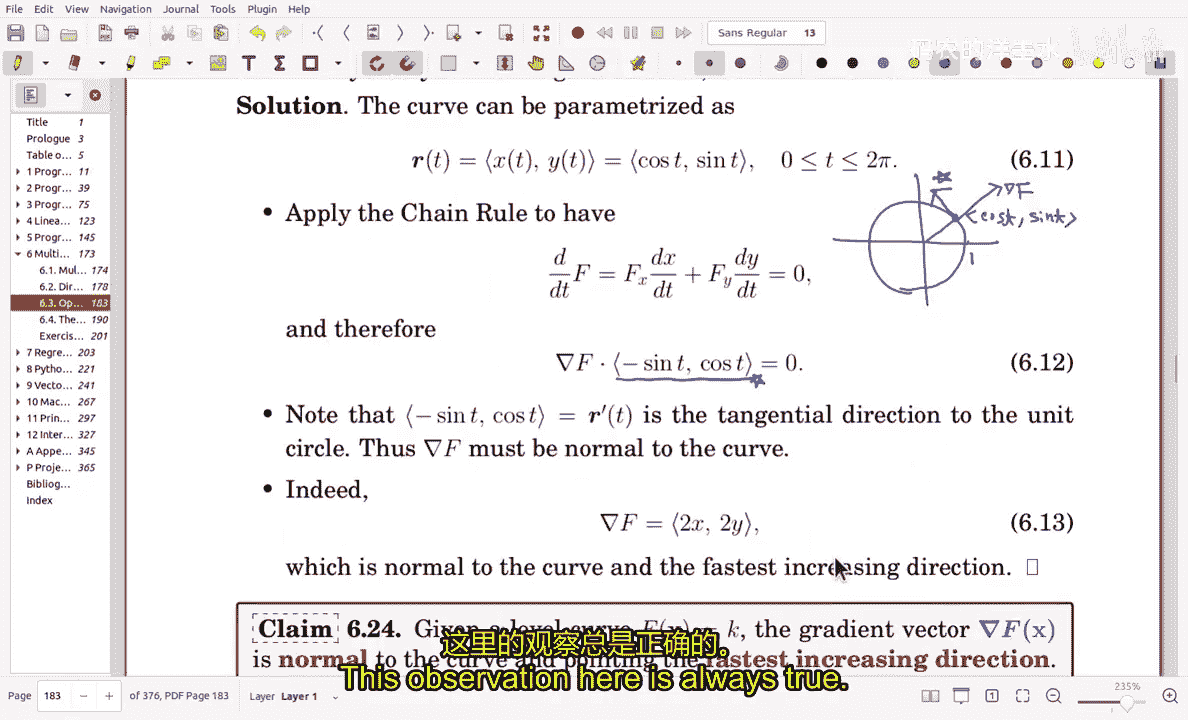 File Edit View Navigation Journal Tools Plugin Help
Sans Regular 13
Title 1
Prologue 3
Table o... 5
1 Progr... 11
2 Progr... 39
3 Progr... 75
4 Linea... 123
5 Progr... 145
6 Multi... 173
6.1. Mul... 174
6.2. Dir... 178
6.3. Op... 183
6.4. The... 190
Exercis... 201
7 Regre... 203
8 Pytho... 221
9 Vecto... 241
10 Mac... 267
11 Prin... 297
12 Inter... 327
A Appe... 345
P Proje... 365
Bibliog...
Index
Solution. The curve can be parametrized as
r(t) = ⟨x(t), y(t)⟩ = ⟨cos t, sin t⟩, 0 ≤ t ≤ 2π. (6.11)
∇F
⟨cost, sint⟩
1
• Apply the Chain Rule to have
d/dt F = F_x dx/dt + F_y dy/dt = 0,
and therefore
∇F · ⟨− sin t, cos t⟩ = 0. (6.12)
• Note that ⟨− sin t, cos t⟩ = r′(t) is the tangential direction to the unit
circle. Thus ∇F must be normal to the curve.
• Indeed,
∇F = ⟨2x, 2y⟩, (6.13)
which is normal to the curve and the fastest increasing direction. □
Claim 6.24. Given a level curve F(x) = k, the gradient vector ∇F(x)
is normal to the curve and pointing the fastest increasing direction.
这里的观察总是正确的。
This observation here is always true.
Page 183 of 376, PDF Page 183 Layer Layer 1 235%